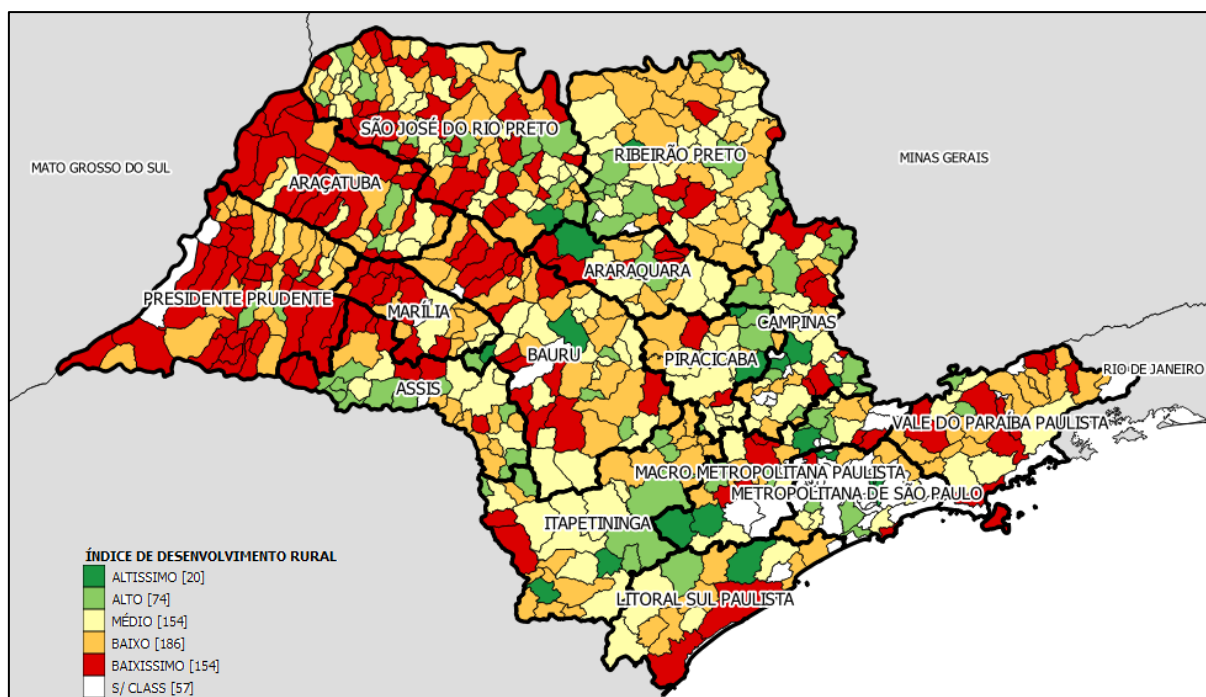 SÃO JOSÉ DO RIO PRETO
RIBEIRÃO PRETO
MINAS GERAIS
MATO GROSSO DO SUL
ARAÇATUBA
ARARAQUARA
PRESIDENTE PRUDENTE
MARÍLIA
CAMPINAS
BAURU
PIRACICABA
RIO DE JANEIRO
ASSIS
VALE DO PARAÍBA PAULISTA
MACRO METROPOLITANA PAULISTA
METROPOLITANA DE SÃO PAULO
ITAPETININGA
LITORAL SUL PAULISTA
ÍNDICE DE DESENVOLVIMENTO RURAL
ALTISSIMO [20]
ALTO [74]
MÉDIO [154]
BAIXO [186]
BAIXISSIMO [154]
S/ CLASS [57]